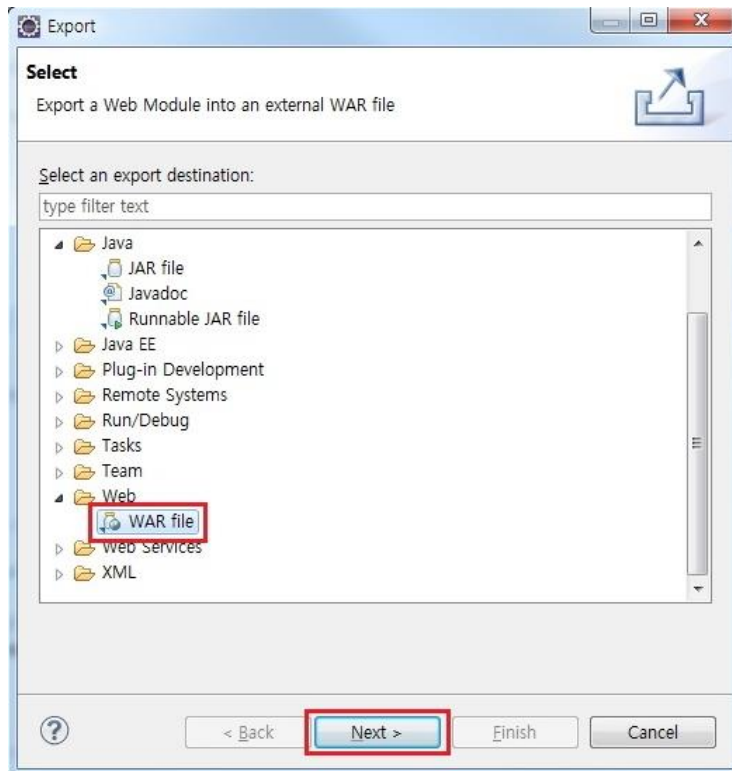 Export
Select
Export a Web Module into an external WAR file
Select an export destination:
type filter text
Java
JAR file
Javadoc
Runnable JAR file
Java EE
Plug-in Development
Remote Systems
Run/Debug
Tasks
Team
Web
WAR file
Web Services
XML
< Back Next > Finish Cancel